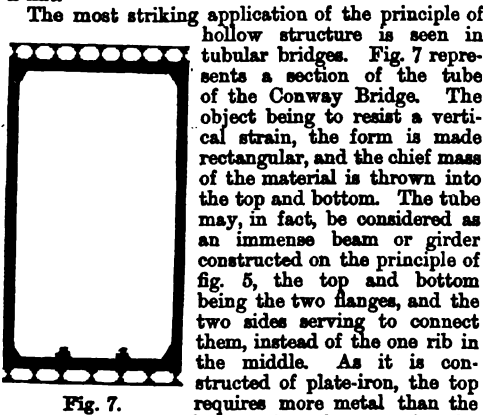 The most striking application of the principle of
hollow structure is seen in
tubular bridges. Fig. 7 repre-
sents a section of the tube
of the Conway Bridge. The
object being to resist a verti-
cal strain, the form is made
rectangular, and the chief mass
of the material is thrown into
the top and bottom. The tube
may, in fact, be considered as
an immense beam or girder
constructed on the principle of
fig. 5, the top and bottom
being the two flanges, and the
two sides serving to connect
them, instead of the one rib in
the middle. As it is con-
structed of plate-iron, the top
requires more metal than the
Fig. 7.